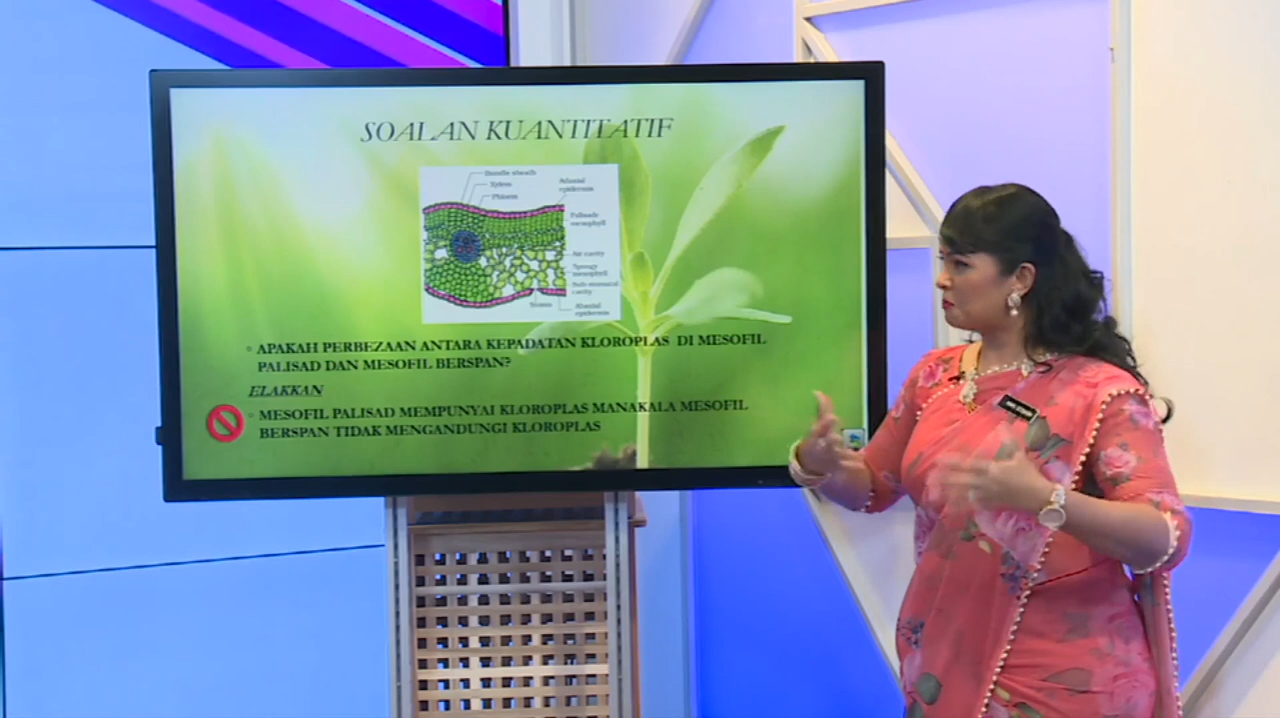 SOALAN KUANTITATIF
Bundle sheath
Xylem
Phloem
Adaxial
epidermis
Palisade
mesophyll
Air cavity
Spongy
mesophyll
Sub-stomatal
cavity
Stoma
Abaxial
epidermis
◦ APAKAH PERBEZAAN ANTARA KEPADATAN KLOROPLAS DI MESOFIL
PALISAD DAN MESOFIL BERSPAN?
ELAKKAN
◦ MESOFIL PALISAD MEMPUNYAI KLOROPLAS MANAKALA MESOFIL
BERSPAN TIDAK MENGANDUNGI KLOROPLAS